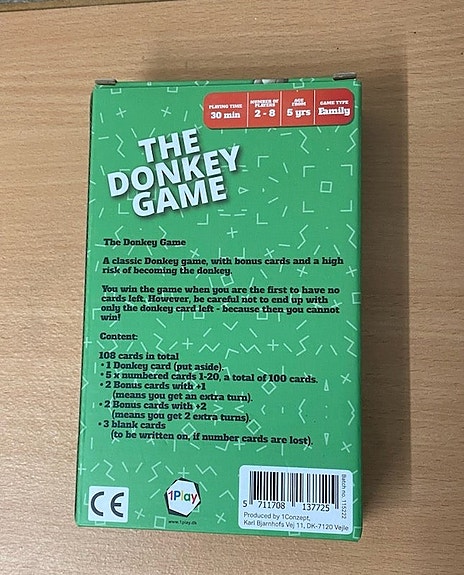 PLAYING TIME
30 min
NUMBER OF
PLAYERS
2 - 8
AGE
FROM
5 yrs
GAME TYPE
Family
THE
DONKEY
GAME
The Donkey Game
A classic Donkey game, with bonus cards and a high
risk of becoming the donkey.
You win the game when you are the first to have no
cards left. However, be careful not to end up with
only the donkey card left - because then you cannot
win!
Content:
108 cards in total
• 1 Donkey card (put aside).
• 5 x numbered cards 1-20, a total of 100 cards.
• 2 Bonus cards with +1
(means you get an extra turn).
• 2 Bonus cards with +2
(means you get 2 extra turns).
• 3 blank cards
(to be written on, if number cards are lost).
CE
1Play
www.1play.dk
5 711708 137725
Batch no. 115222
Produced by 1Conzept,
Karl Bjarnhofs Vej 11, DK-7120 Vejle